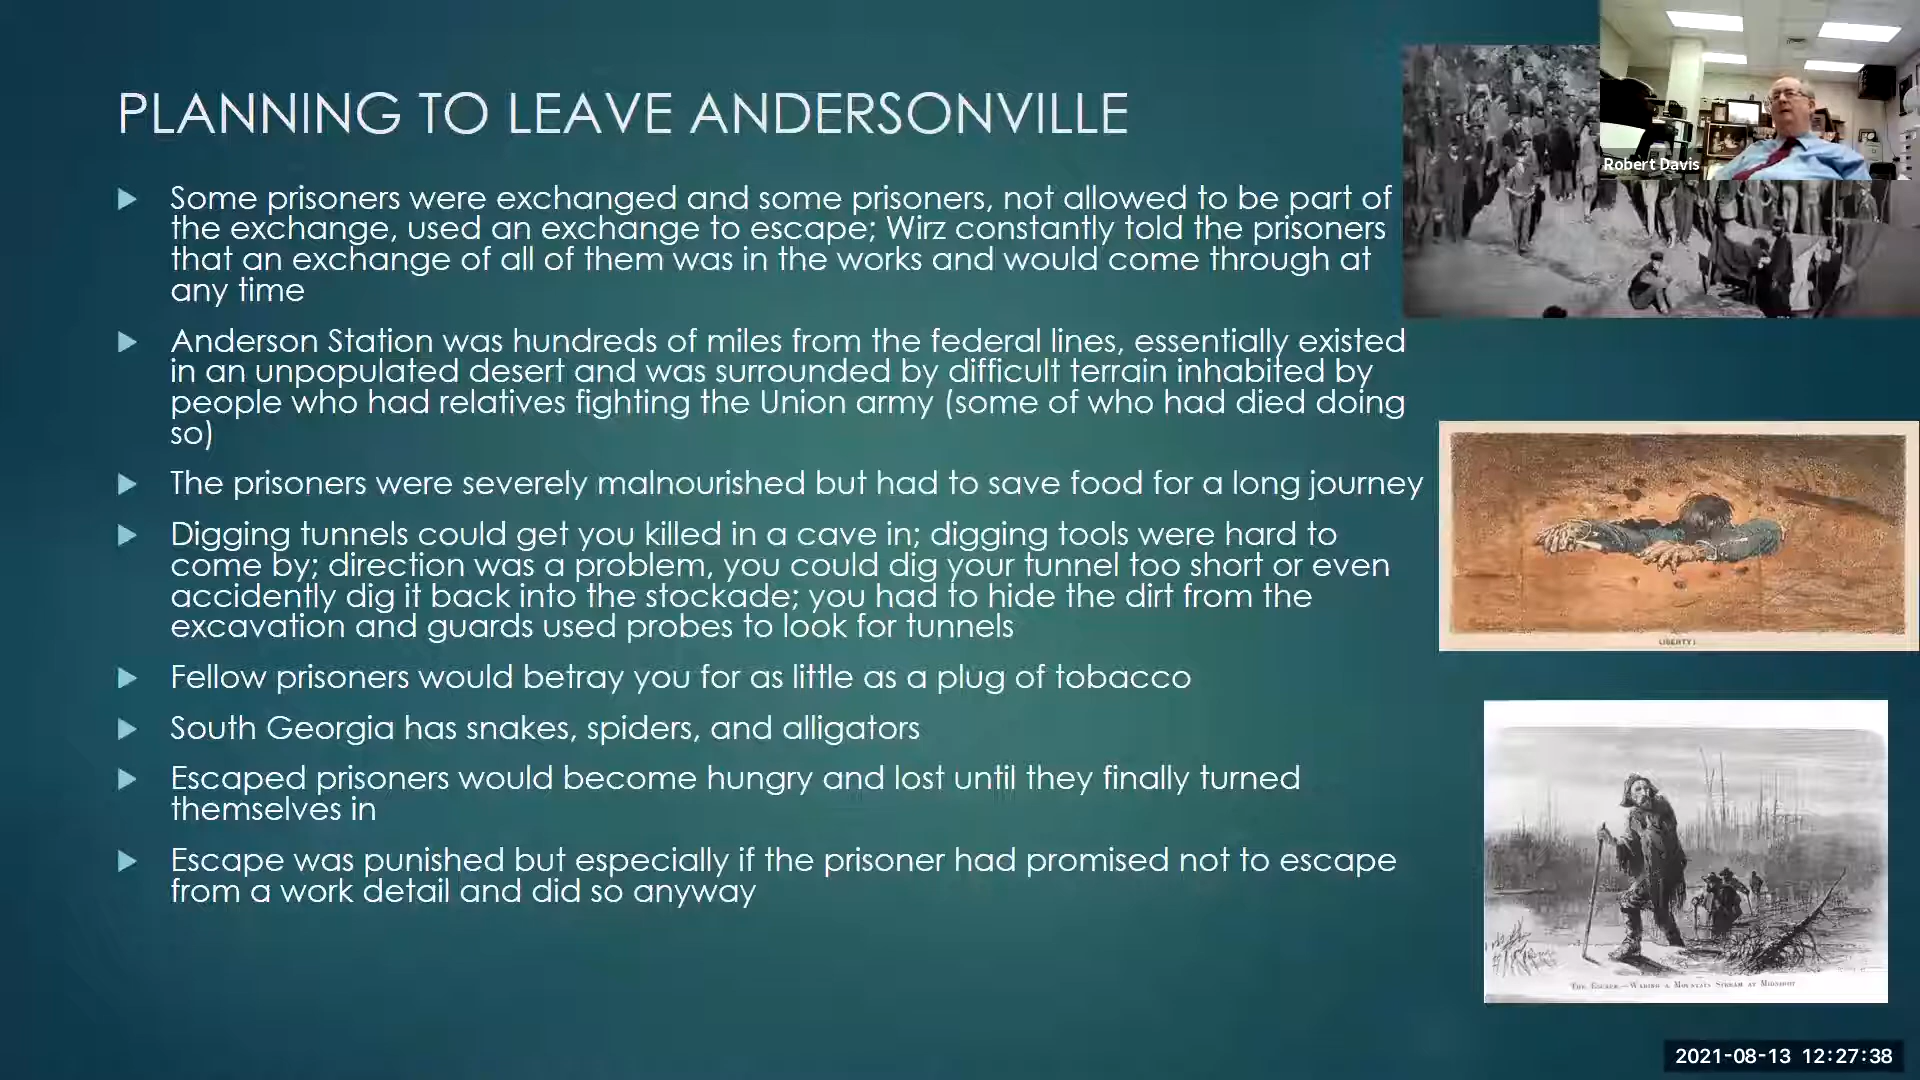 PLANNING TO LEAVE ANDERSONVILLE
Some prisoners were exchanged and some prisoners, not allowed to be part of
the exchange, used an exchange to escape; Wirz constantly told the prisoners
that an exchange of all of them was in the works and would come through at
any time
Anderson Station was hundreds of miles from the federal lines, essentially existed
in an unpopulated desert and was surrounded by difficult terrain inhabited by
people who had relatives fighting the Union army (some of who had died doing
so)
The prisoners were severely malnourished but had to save food for a long journey
Digging tunnels could get you killed in a cave in; digging tools were hard to
come by; direction was a problem, you could dig your tunnel too short or even
accidently dig it back into the stockade; you had to hide the dirt from the
excavation and guards used probes to look for tunnels
Fellow prisoners would betray you for as little as a plug of tobacco
South Georgia has snakes, spiders, and alligators
Escaped prisoners would become hungry and lost until they finally turned
themselves in
Escape was punished but especially if the prisoner had promised not to escape
from a work detail and did so anyway
Robert Davis
LIBERTY!
The Escape.—Wading a Mountain Stream at Midnight
2021-08-13 12:27:38